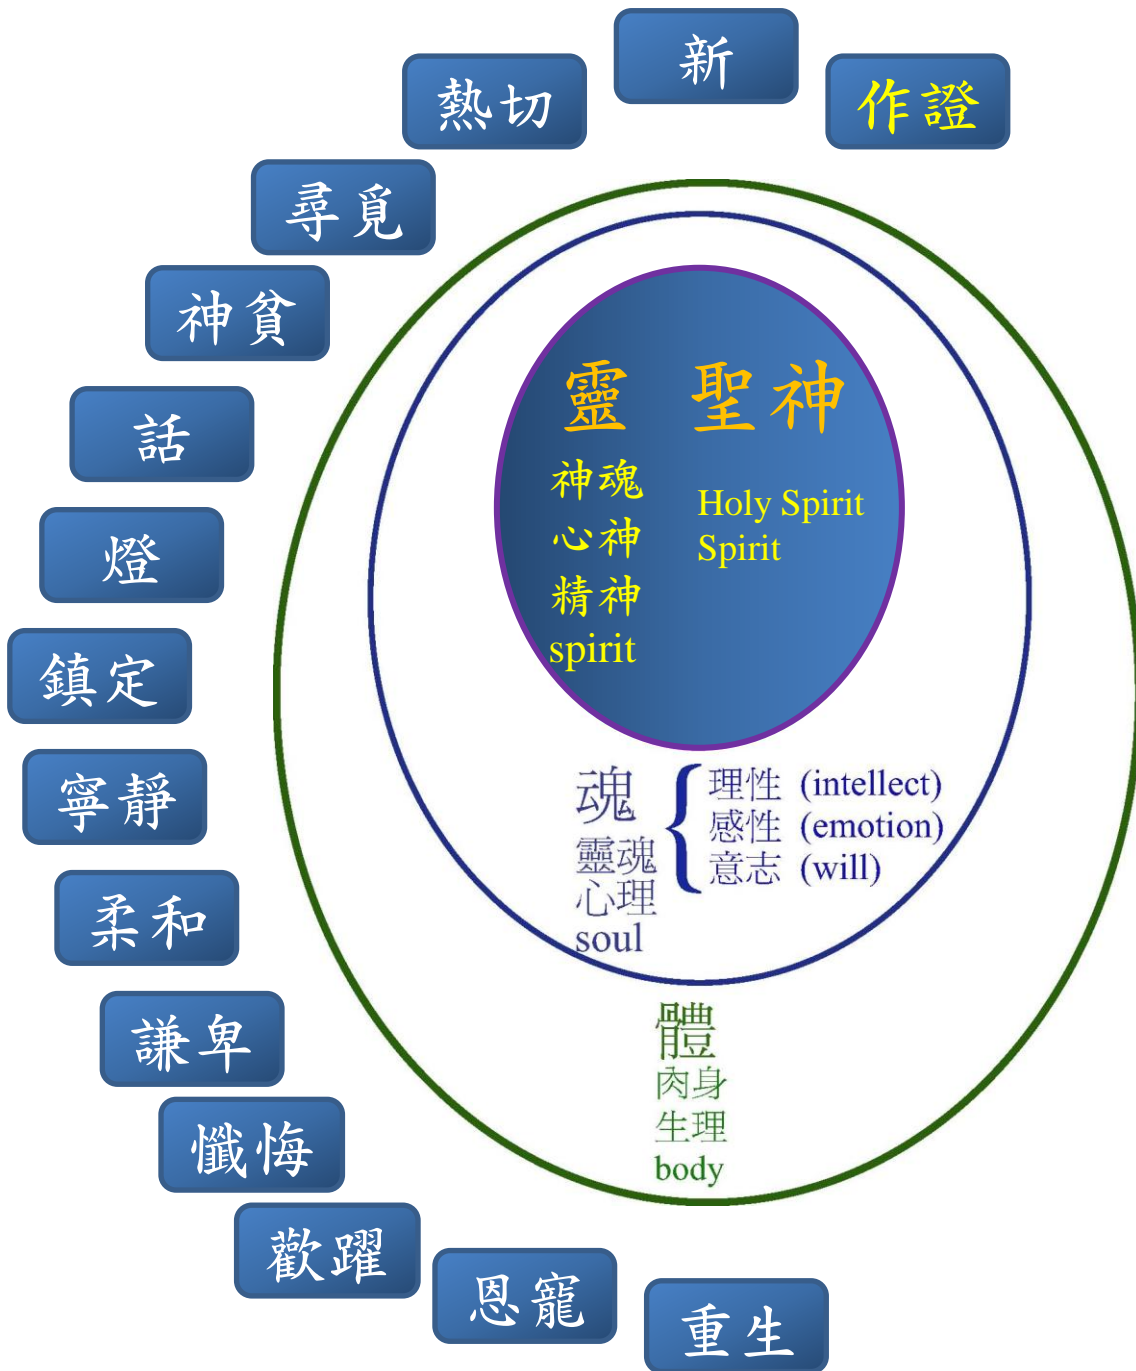 新
熱切
作證
尋覓
神貧
話
燈
鎮定
寧靜
柔和
謙卑
懺悔
歡躍
恩寵
重生
靈 聖神
神魂
心神
精神
spirit
Holy Spirit
Spirit
魂
靈魂
心理
soul
{
理性 (intellect)
感性 (emotion)
意志 (will)
體
肉身
生理
body